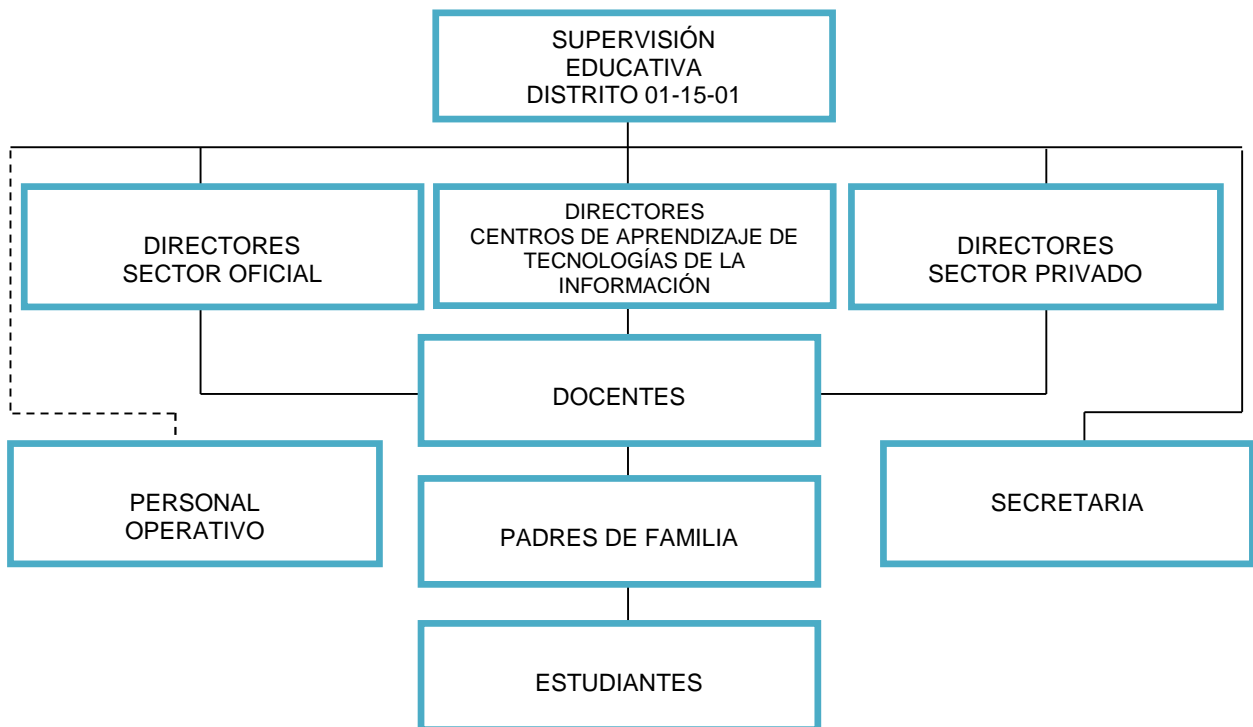 SUPERVISIÓN
EDUCATIVA
DISTRITO 01-15-01
DIRECTORES
SECTOR OFICIAL
DIRECTORES
CENTROS DE APRENDIZAJE DE
TECNOLOGÍAS DE LA
INFORMACIÓN
DIRECTORES
SECTOR PRIVADO
DOCENTES
PERSONAL
OPERATIVO
PADRES DE FAMILIA
SECRETARIA
ESTUDIANTES